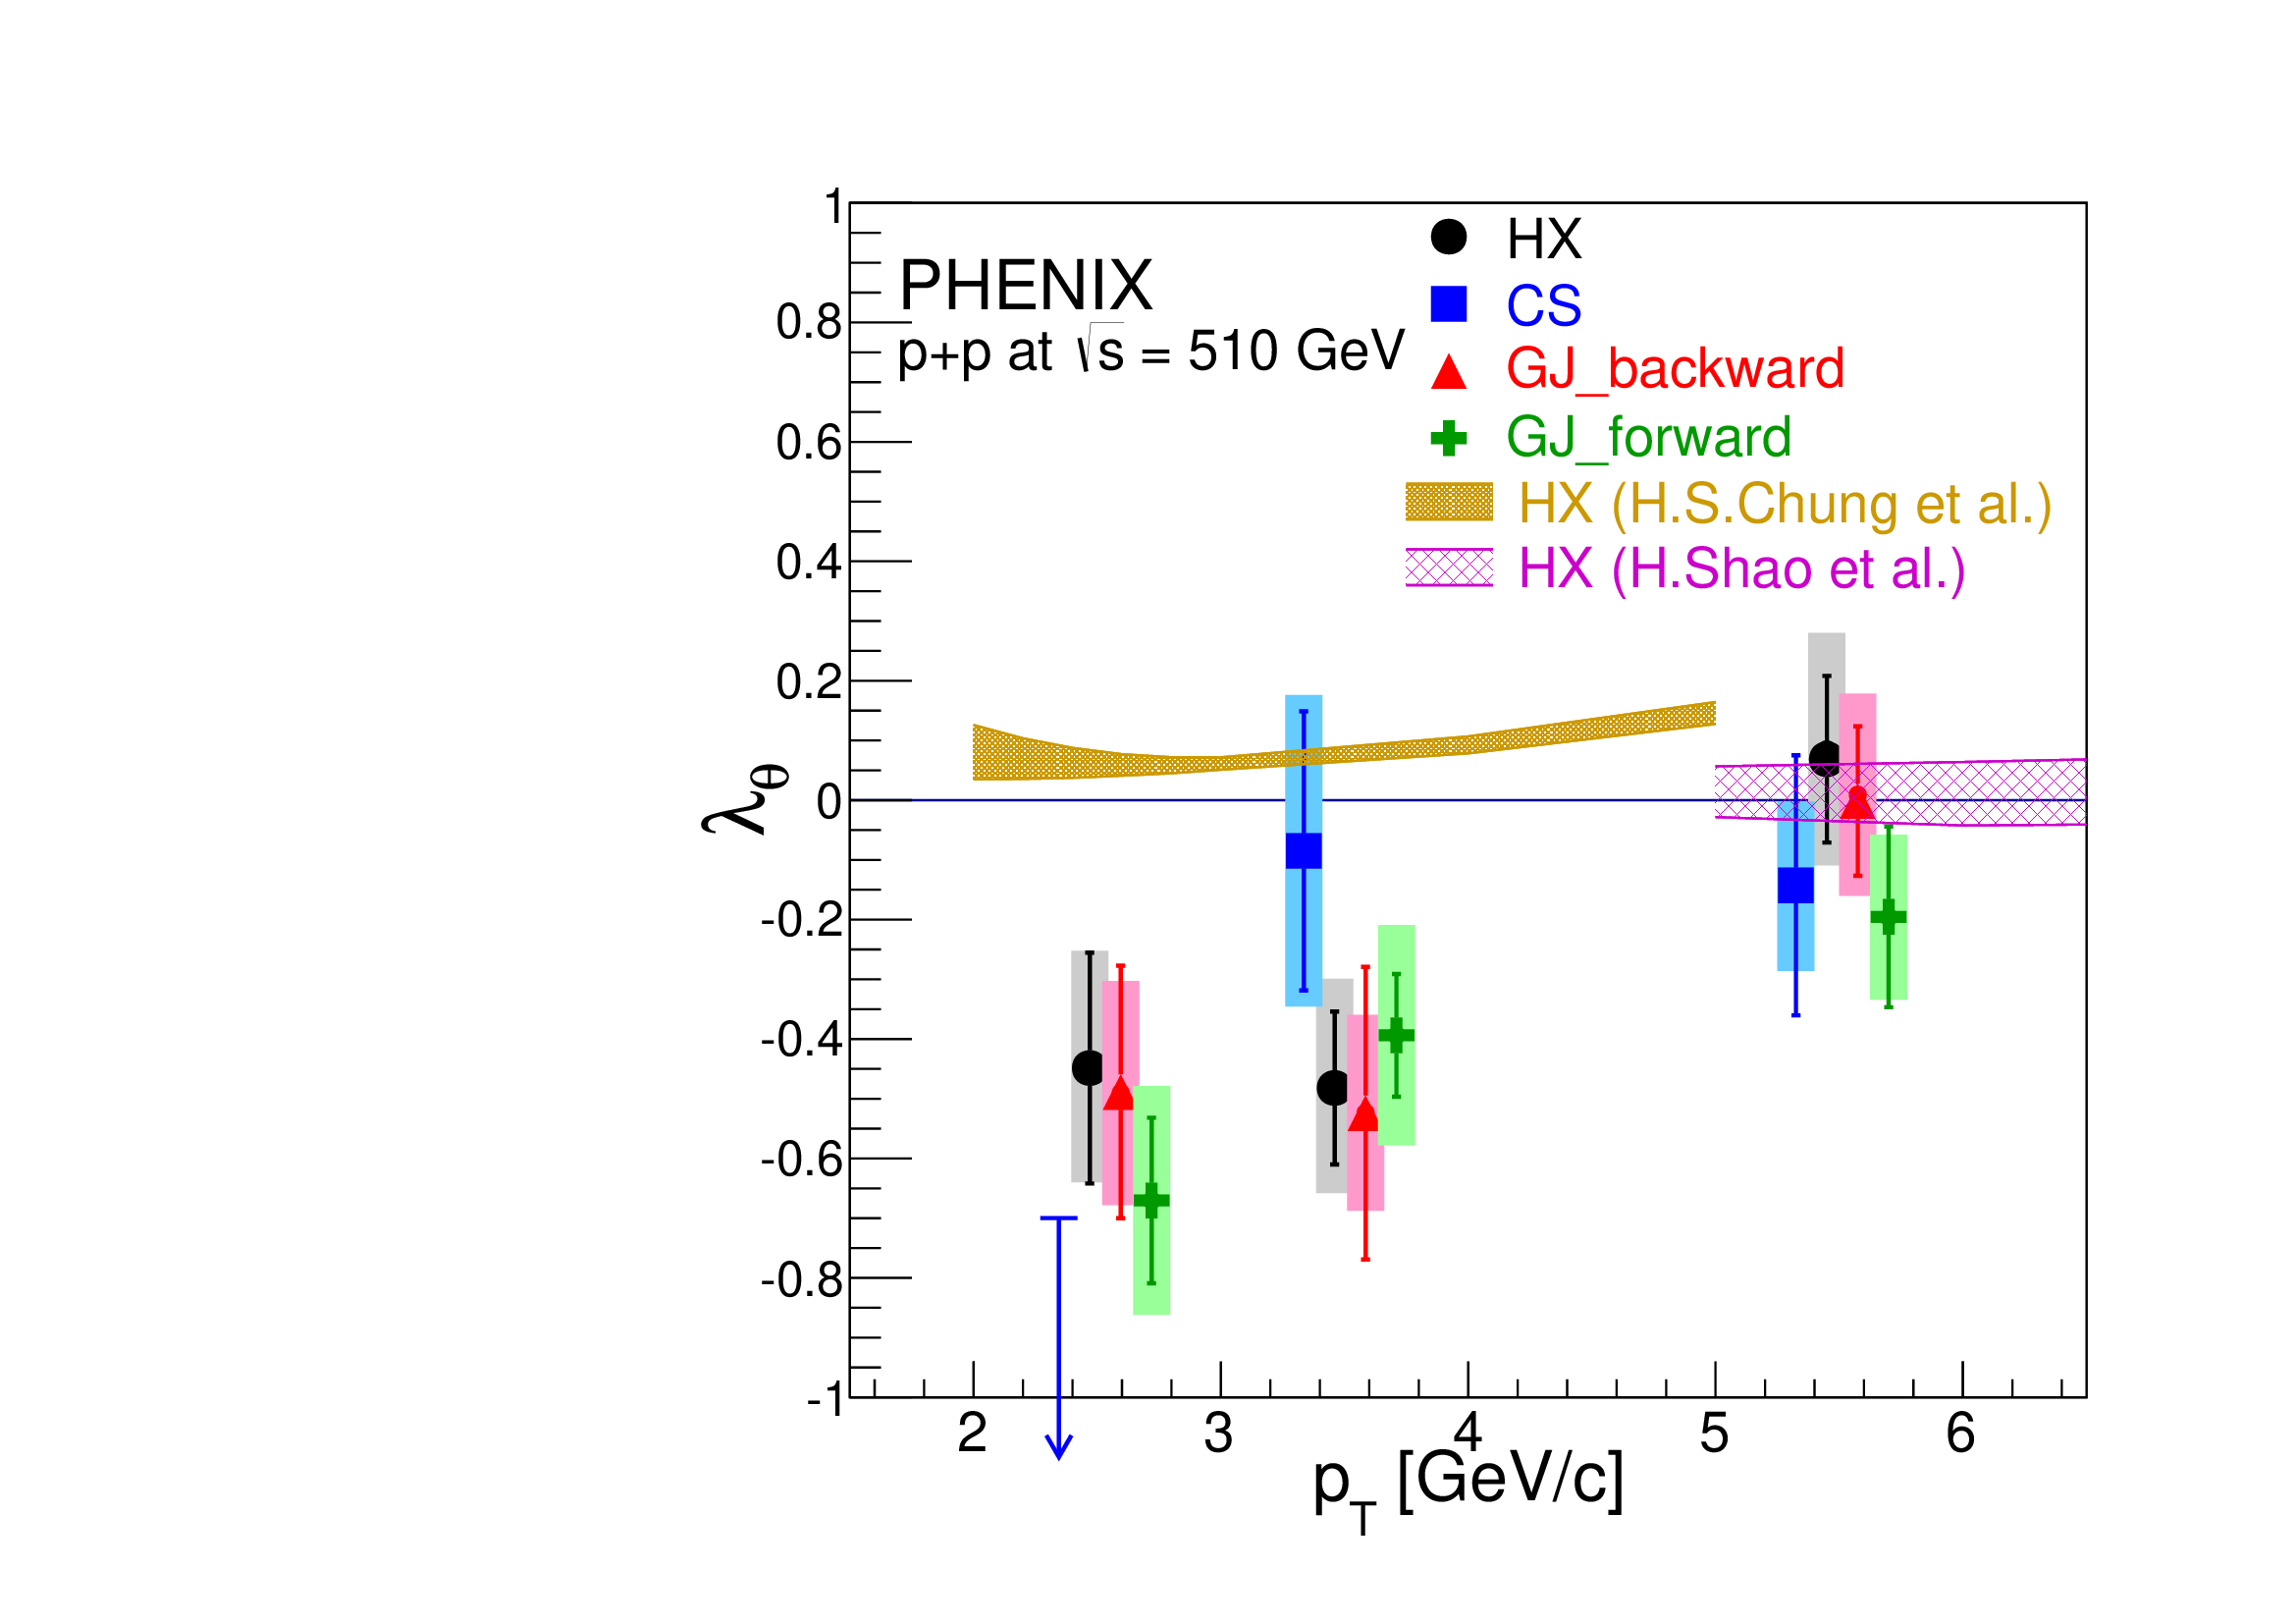 PHENIX
p+p at √s = 510 GeV
HX
CS
GJ_backward
GJ_forward
HX (H.S.Chung et al.)
HX (H.Shao et al.)
1
0.8
0.6
0.4
0.2
0
-0.2
-0.4
-0.6
-0.8
-1
λθ
2 3 4 5 6
pT [GeV/c]